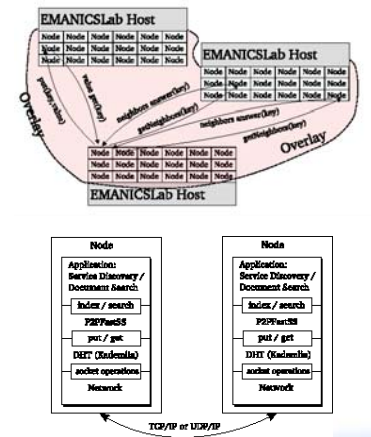 EMANICSLab Host
Node Node Node Node Node Node
Node Node Node Node Node Node
Node Node Node Node Node Node
EMANICSLab Host
Node Node Node Node Node Node
Node Node Node Node Node Node
Node Node Node Node Node Node
put(key,value)
value get(key)
neighbors answer(key)
getNeighbors(key)
neighbors answer(key)
getNeighbors(key)
Overlay
Overlay
Node Node Node Node Node Node
Node Node Node Node Node Node
Node Node Node Node Node Node
EMANICSLab Host
Node
Application:
Service Discovery /
Document Search
index / search
P2PFastSS
put / get
DHT (Kademlia)
socket operations
Network
Node
Application:
Service Discovery /
Document Search
index / search
P2PFastSS
put / get
DHT (Kademlia)
socket operations
Network
TCP/IP or UDP/IP